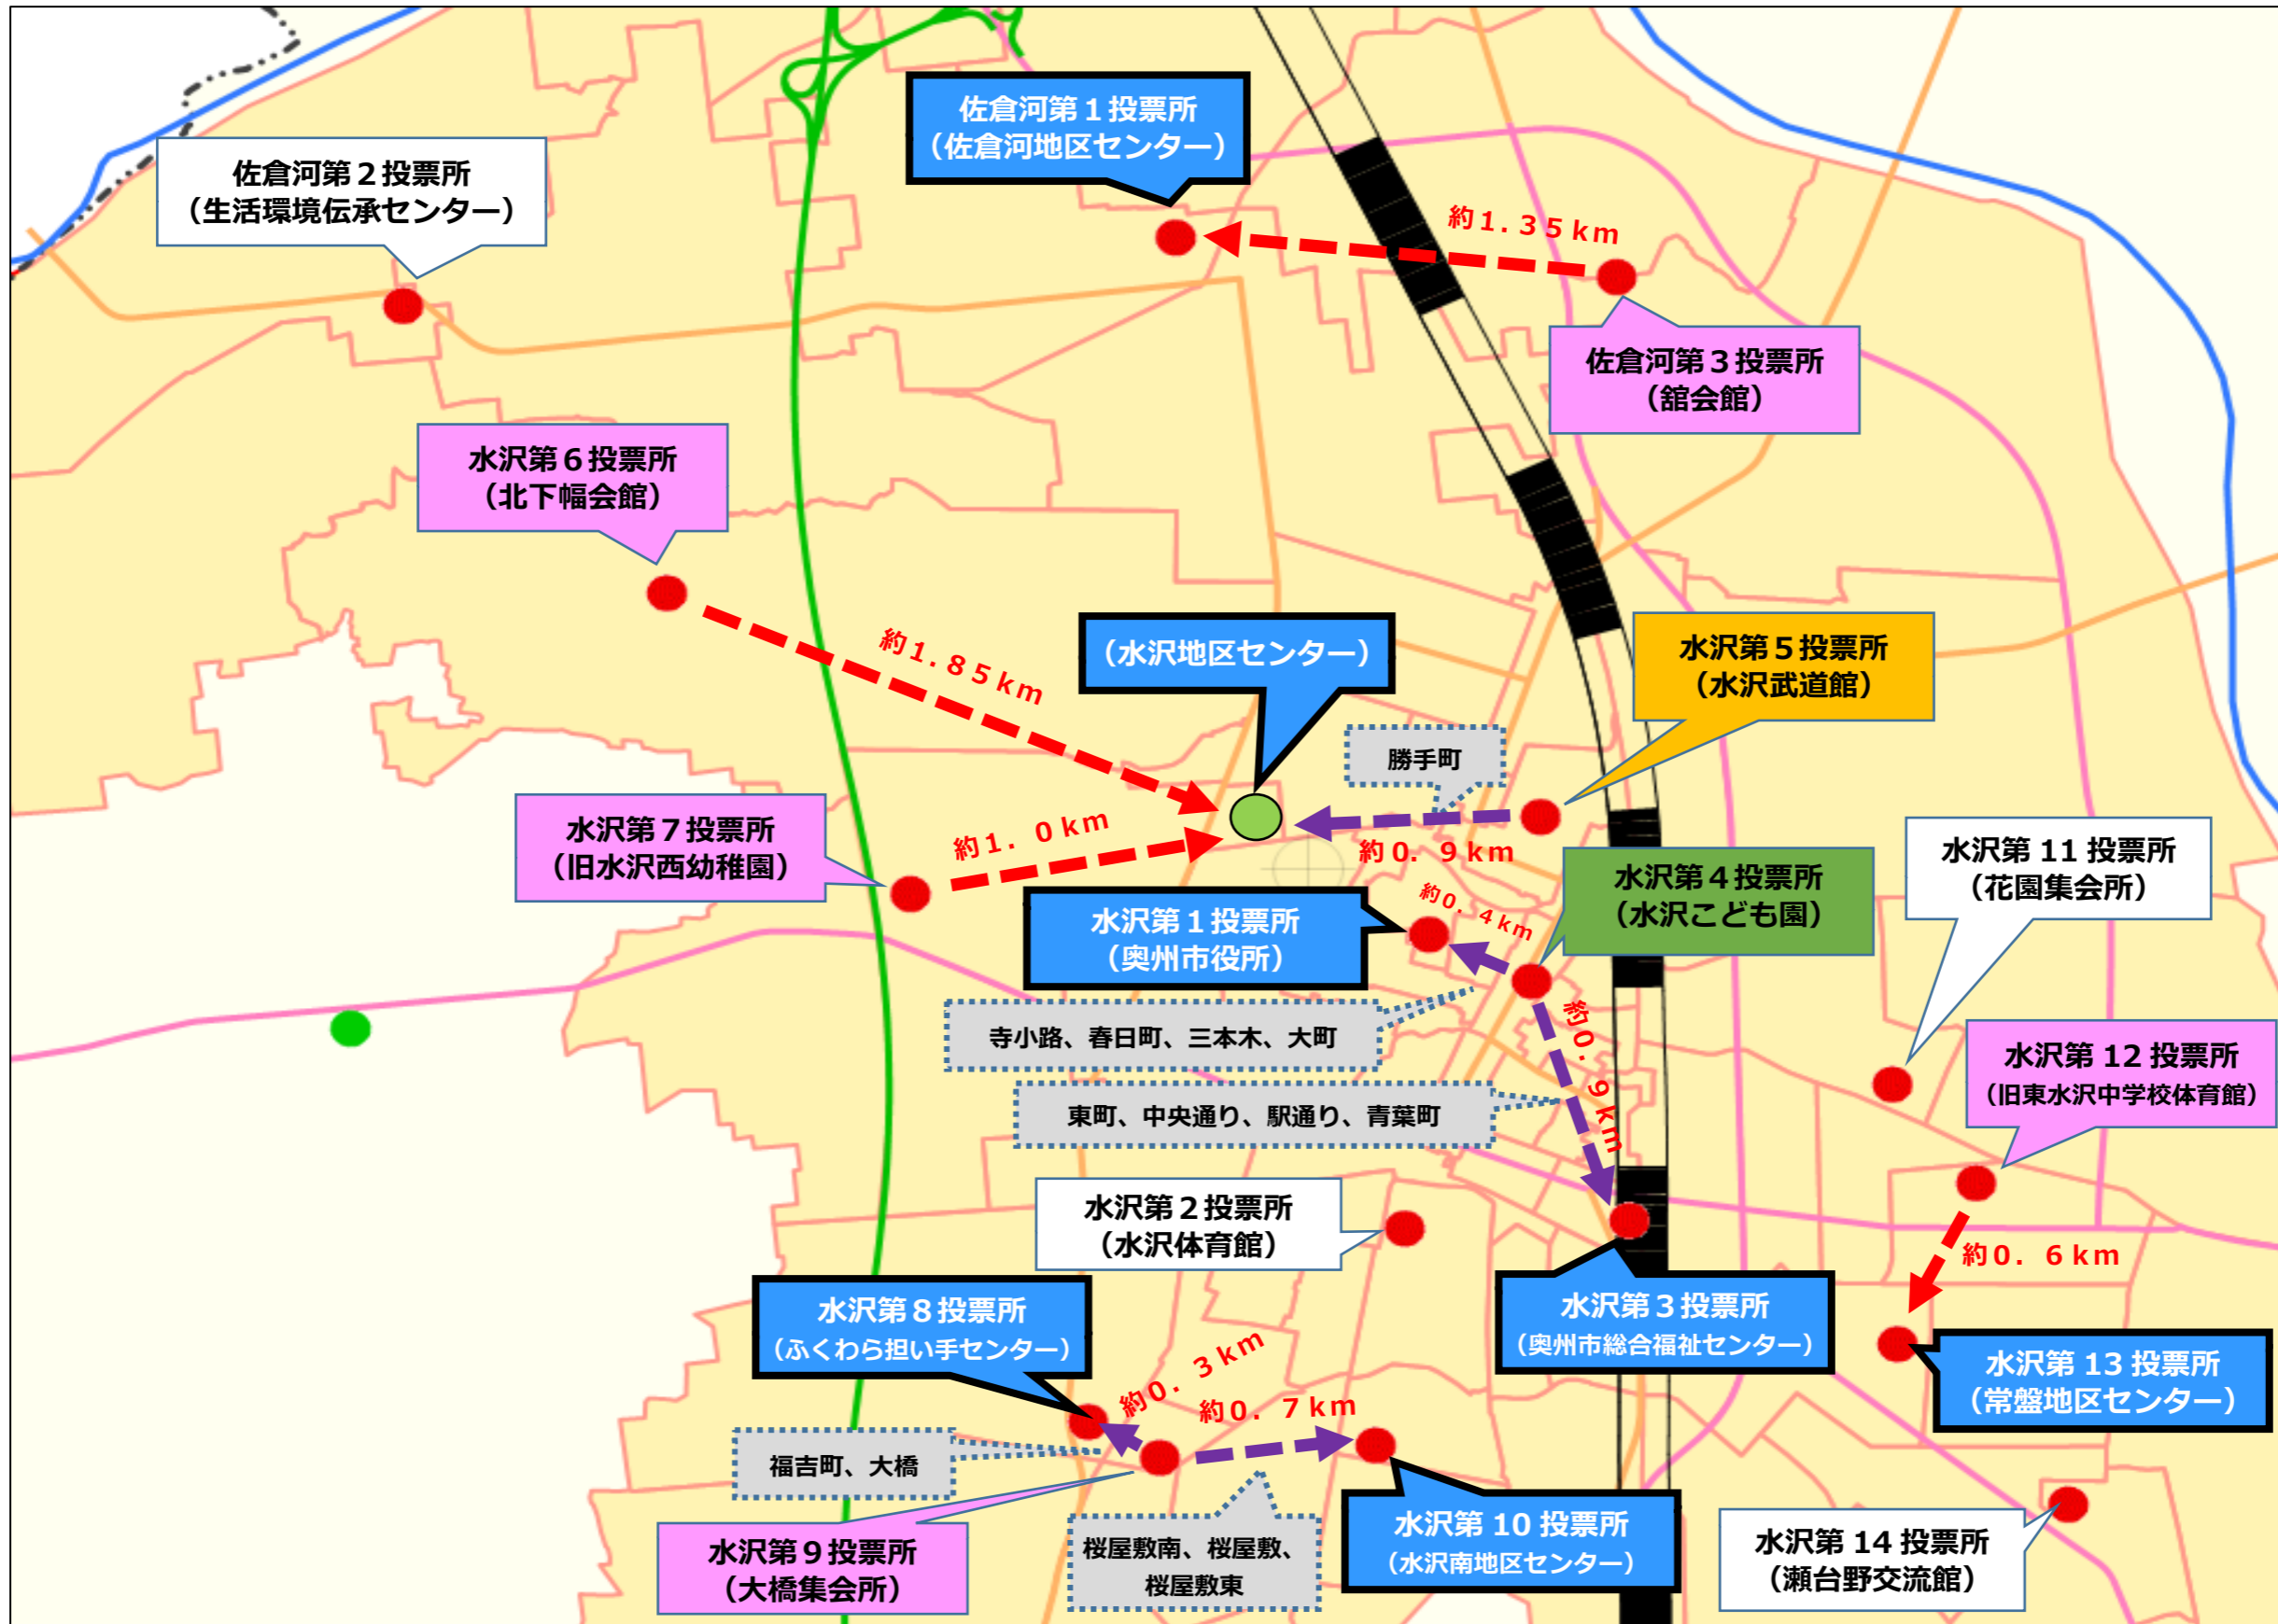 佐倉河第１投票所
（佐倉河地区センター）
佐倉河第２投票所
（生活環境伝承センター）
約１.３５ｋｍ
佐倉河第３投票所
（舘会館）
水沢第６投票所
（北下幅会館）
約１.８５ｋｍ
（水沢地区センター）
水沢第５投票所
（水沢武道館）
勝手町
水沢第７投票所
（旧水沢西幼稚園）
約１．０ｋｍ
約０．９ｋｍ
水沢第４投票所
（水沢こども園）
水沢第 11 投票所
（花園集会所）
水沢第１投票所
（奥州市役所）
約０．４ｋｍ
寺小路、春日町、三本木、大町
約０．９ｋｍ
水沢第 12 投票所
（旧東水沢中学校体育館）
東町、中央通り、駅通り、青葉町
水沢第２投票所
（水沢体育館）
約０．６ｋｍ
水沢第８投票所
（ふくわら担い手センター）
水沢第３投票所
（奥州市総合福祉センター）
約０．３ｋｍ
約０．７ｋｍ
水沢第 13 投票所
（常盤地区センター）
福吉町、大橋
水沢第９投票所
（大橋集会所）
桜屋敷南、桜屋敷、
桜屋敷東
水沢第 10 投票所
（水沢南地区センター）
水沢第 14 投票所
（瀬台野交流館）